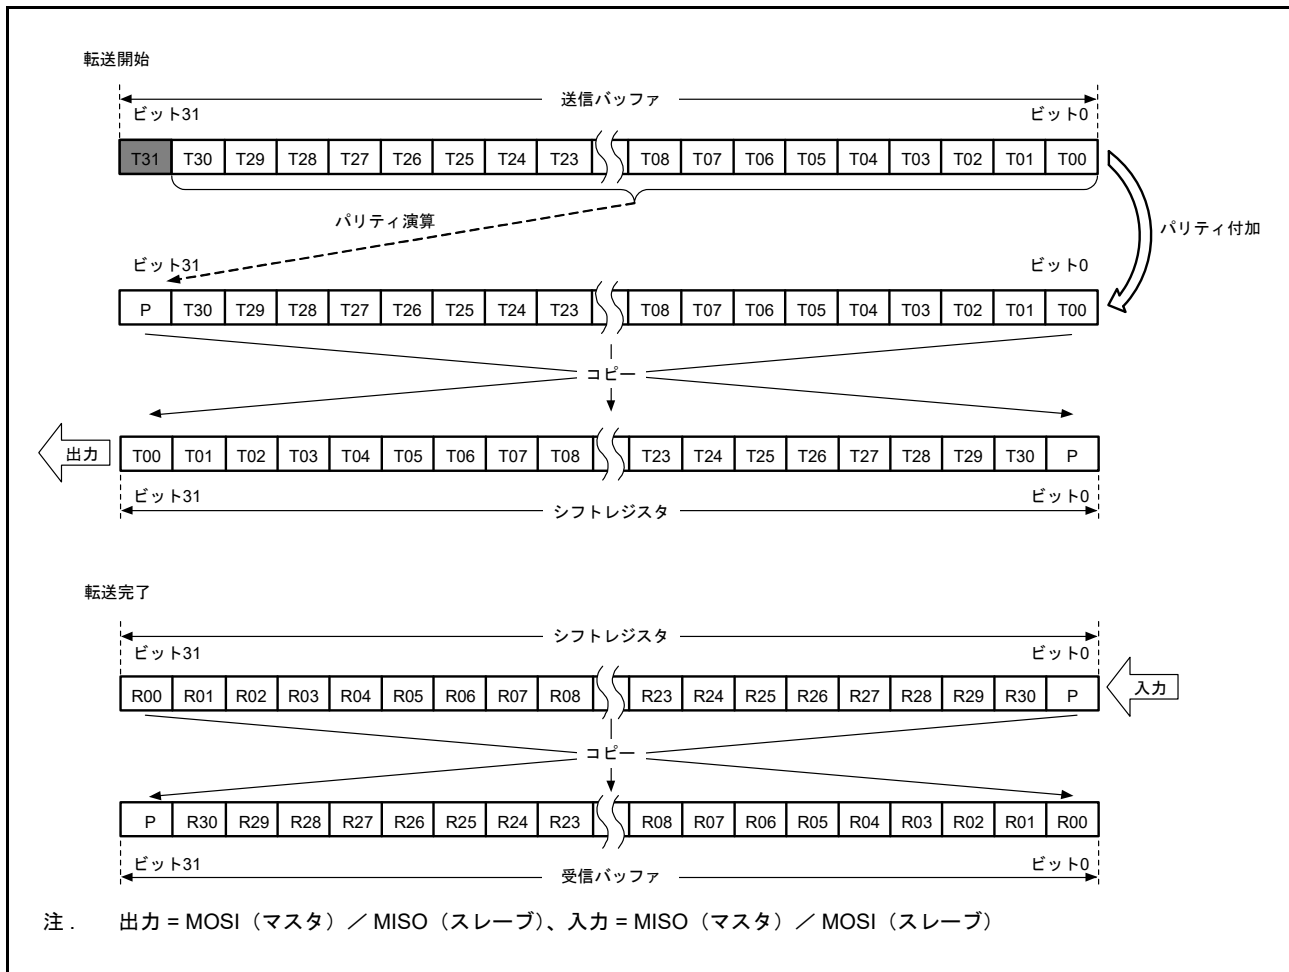 転送開始
送信バッファ
ビット31 ビット0
T31 T30 T29 T28 T27 T26 T25 T24 T23 T08 T07 T06 T05 T04 T03 T02 T01 T00
パリティ演算 パリティ付加
ビット31 ビット0
P T30 T29 T28 T27 T26 T25 T24 T23 T08 T07 T06 T05 T04 T03 T02 T01 T00
コピー
出力 T00 T01 T02 T03 T04 T05 T06 T07 T08 T23 T24 T25 T26 T27 T28 T29 T30 P
ビット31 ビット0
シフトレジスタ
転送完了
シフトレジスタ
ビット31 ビット0
R00 R01 R02 R03 R04 R05 R06 R07 R08 R23 R24 R25 R26 R27 R28 R29 R30 P 入力
コピー
P R30 R29 R28 R27 R26 R25 R24 R23 R08 R07 R06 R05 R04 R03 R02 R01 R00
ビット31 ビット0
受信バッファ
注. 出力 = MOSI（マスタ）／ MISO（スレーブ）、入力 = MISO（マスタ）／ MOSI（スレーブ）